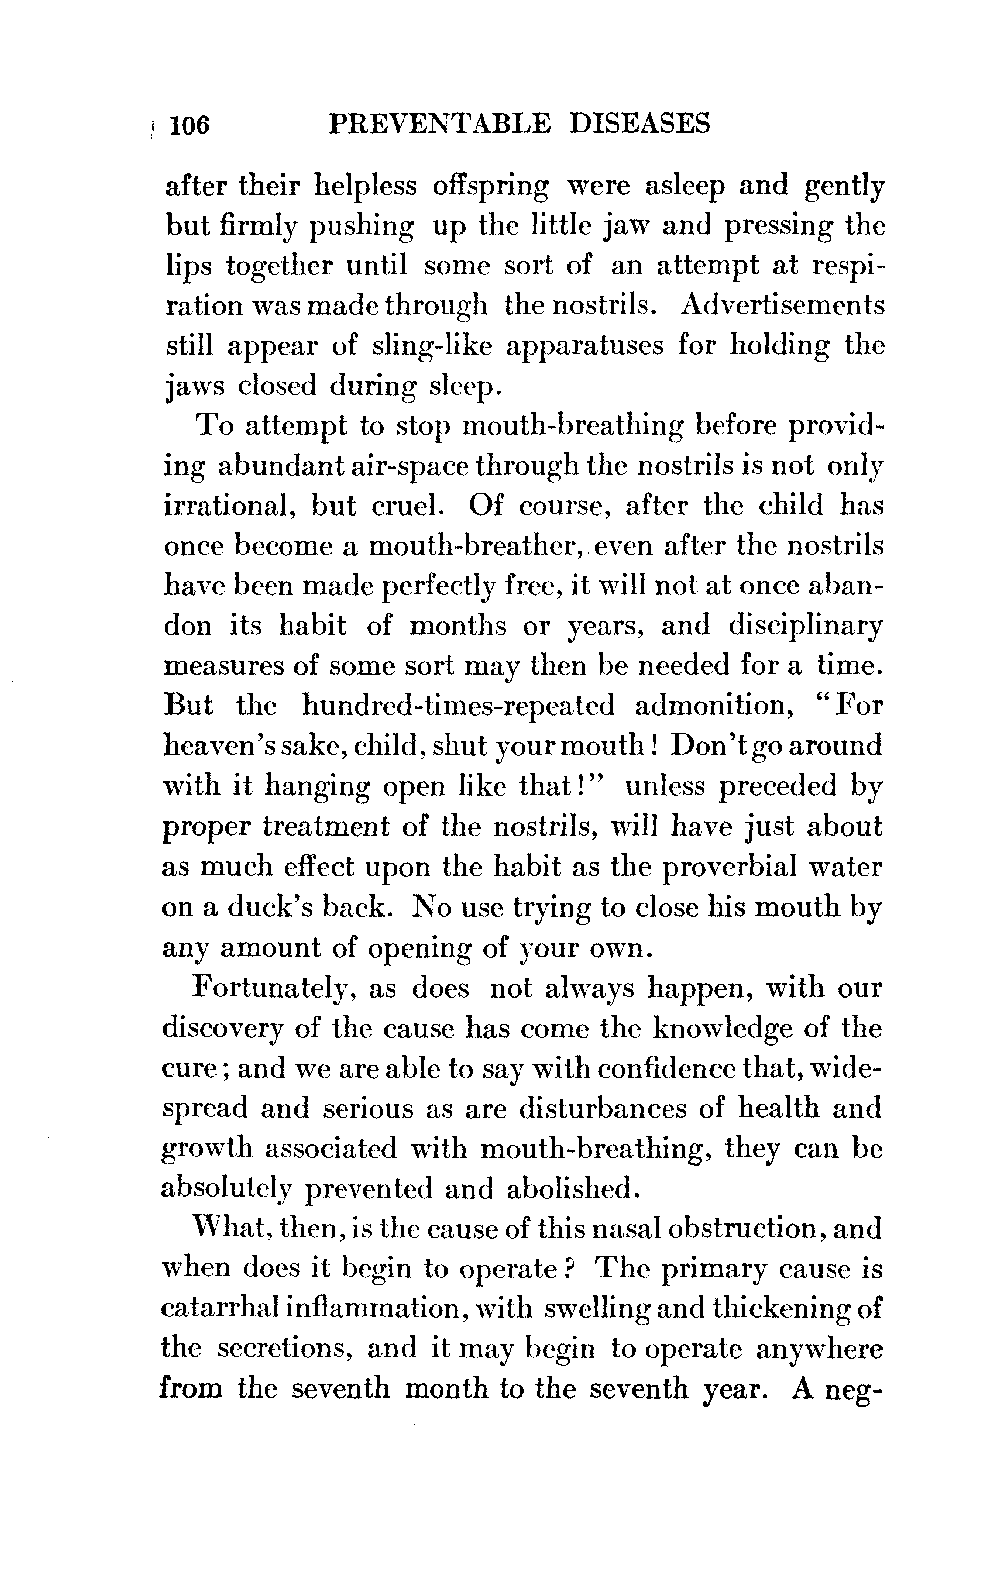 106 PREVENTABLE DISEASES
after their helpless offspring were asleep and gently
but firmly pushing up the little jaw and pressing the
lips together until some sort of an attempt at respi-
ration was made through the nostrils. Advertisements
still appear of sling-like apparatuses for holding the
jaws closed during sleep.
To attempt to stop mouth-breathing before provid-
ing abundant air-space through the nostrils is not only
irrational, but cruel. Of course, after the child has
once become a mouth-breather, even after the nostrils
have been made perfectly free, it will not at once aban-
don its habit of months or years, and disciplinary
measures of some sort may then be needed for a time.
But the hundred-times-repeated admonition, "For
heaven's sake, child, shut your mouth! Don't go around
with it hanging open like that!" unless preceded by
proper treatment of the nostrils, will have just about
as much effect upon the habit as the proverbial water
on a duck's back. No use trying to close his mouth by
any amount of opening of your own.
Fortunately, as does not always happen, with our
discovery of the cause has come the knowledge of the
cure; and we are able to say with confidence that, wide-
spread and serious as are disturbances of health and
growth associated with mouth-breathing, they can be
absolutely prevented and abolished.
What, then, is the cause of this nasal obstruction, and
when does it begin to operate? The primary cause is
catarrhal inflammation, with swelling and thickening of
the secretions, and it may begin to operate anywhere
from the seventh month to the seventh year. A neg-